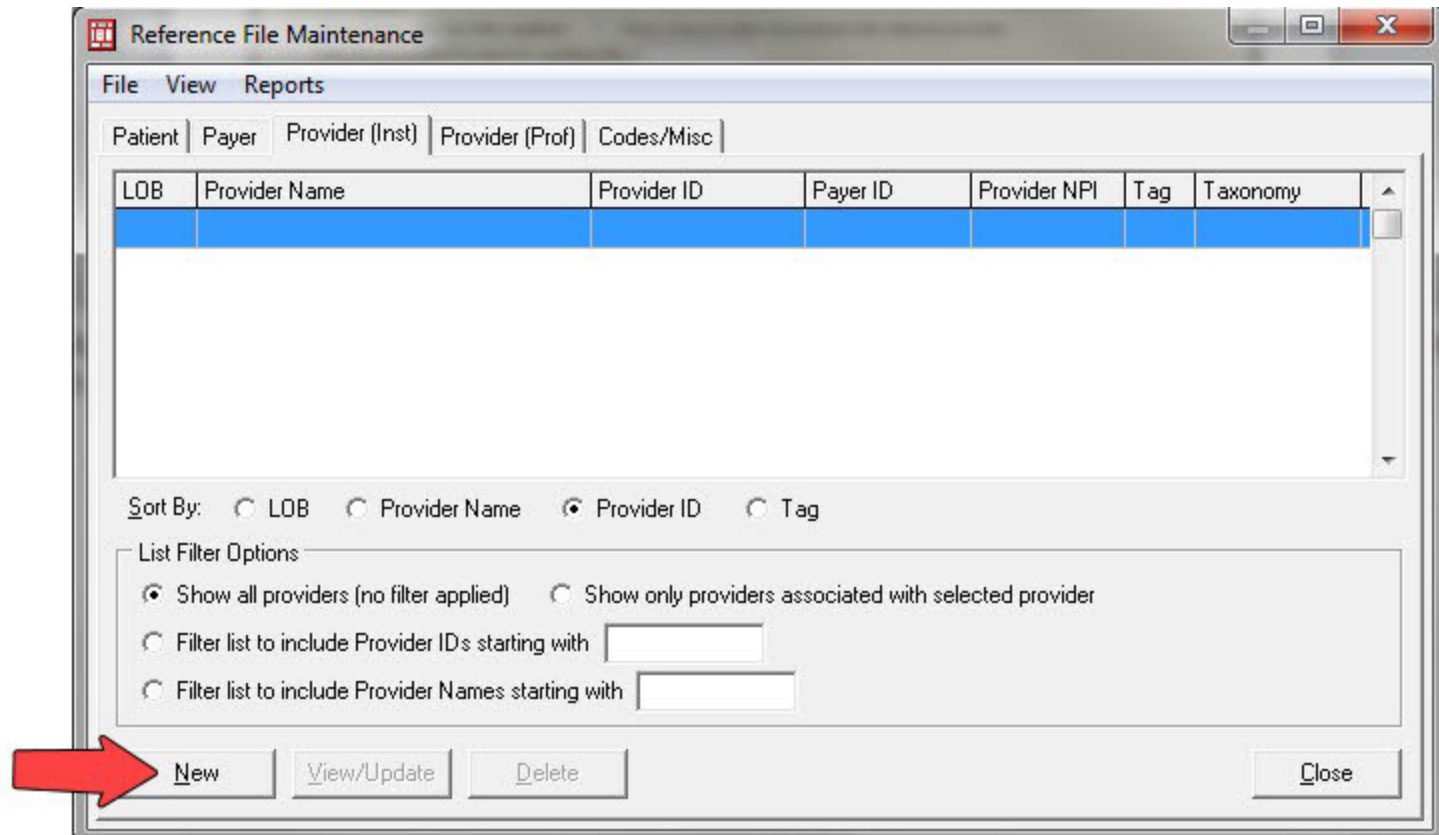 Reference File Maintenance
File View Reports
Patient Payer Provider (Inst) Provider (Prof) Codes/Misc
LOB Provider Name Provider ID Payer ID Provider NPI Tag Taxonomy
Sort By: LOB Provider Name Provider ID Tag
List Filter Options
Show all providers (no filter applied) Show only providers associated with selected provider
Filter list to include Provider IDs starting with
Filter list to include Provider Names starting with
New View/Update Delete Close